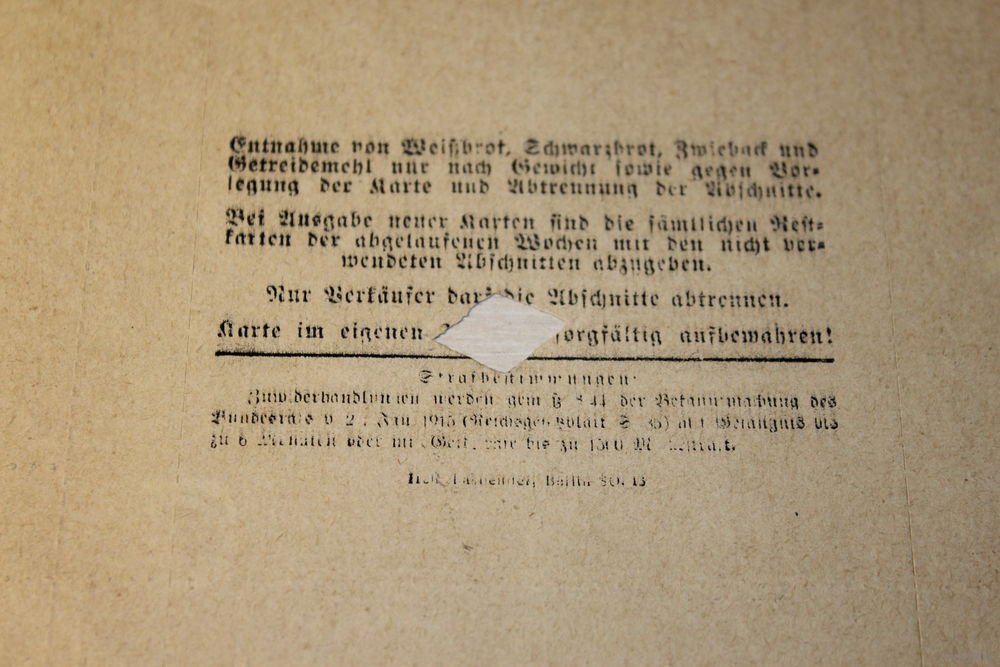 Entnahme von Weißbrot, Schwarzbrot, Zwieback und
Getreidemehl nur nach Gewicht sowie gegen Vor-
legung der Karte und Abtrennung der Abschnitte.
Bei Ausgabe neuer Karten sind die sämtlichen Rest-
karten der abgelaufenen Wochen mit den nicht ver-
wendeten Abschnitten abzugeben.
Nur Verkäufer darf die Abschnitte abtrennen.
Karte im eigenen sorgfältig aufbewahren!
Strafbestimmungen:
Zuwiderhandlungen werden gem. § 44 der Bekanntmachung des
Bundesrats v. Jan. 1915 (Reichsgesetzblatt S. 35) mit Gefängnis bis
zu 6 Monaten oder mit Geldstrafe bis zu 1500 M. bestraft.
Berlin SO. 13